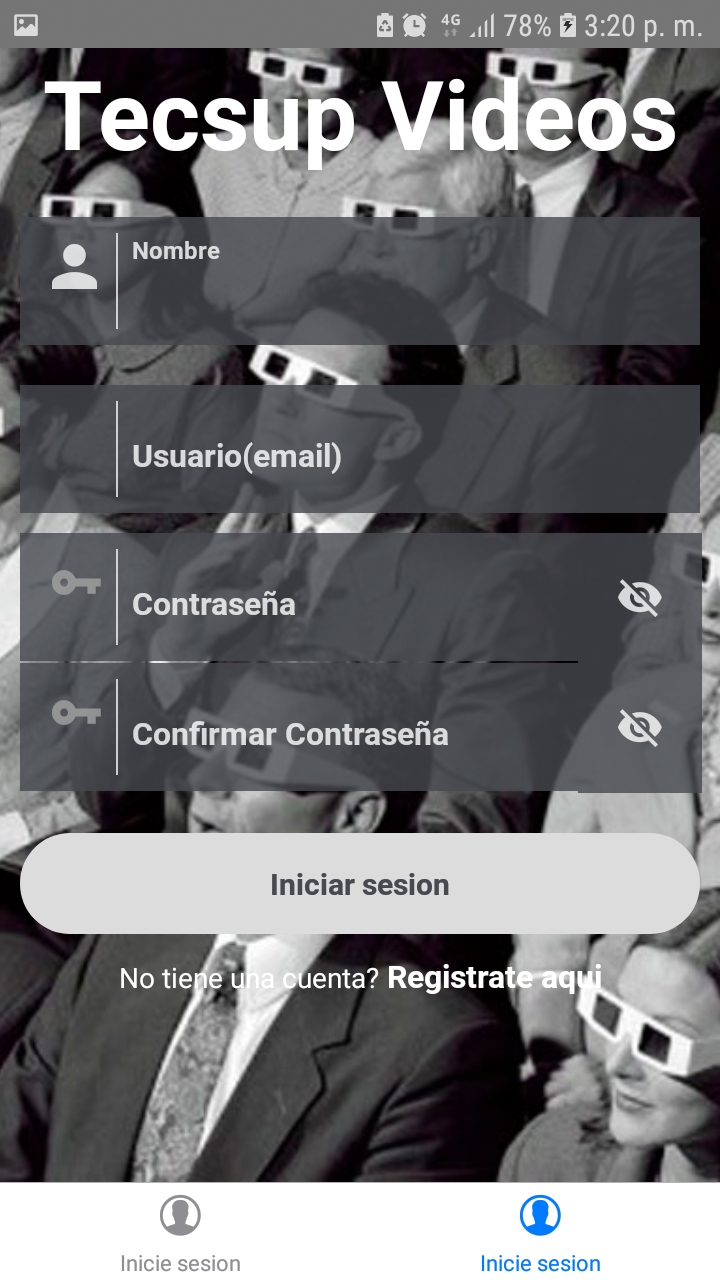 4G 78% 3:20 p. m.
Tecsup Videos
Nombre
Usuario(email)
Contraseña
Confirmar Contraseña
Iniciar sesion
No tiene una cuenta? Registrate aqui
Inicie sesion Inicie sesion